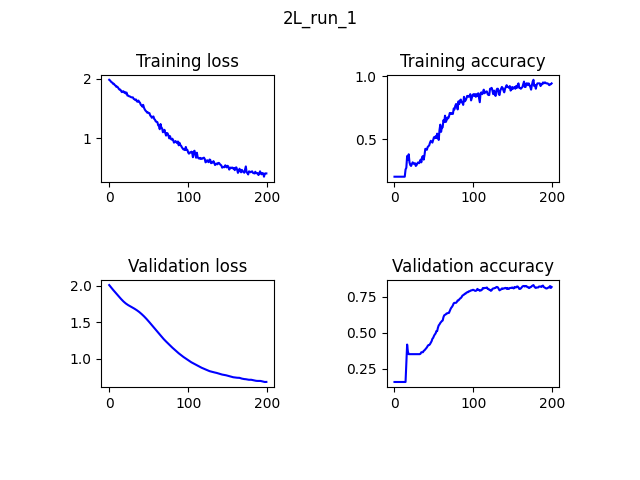 2L_run_1
Training loss
Training accuracy
2
1
0 100 200
1.0
0.5
0 100 200
Validation loss
Validation accuracy
2.0
1.5
1.0
0 100 200
0.75
0.50
0.25
0 100 200